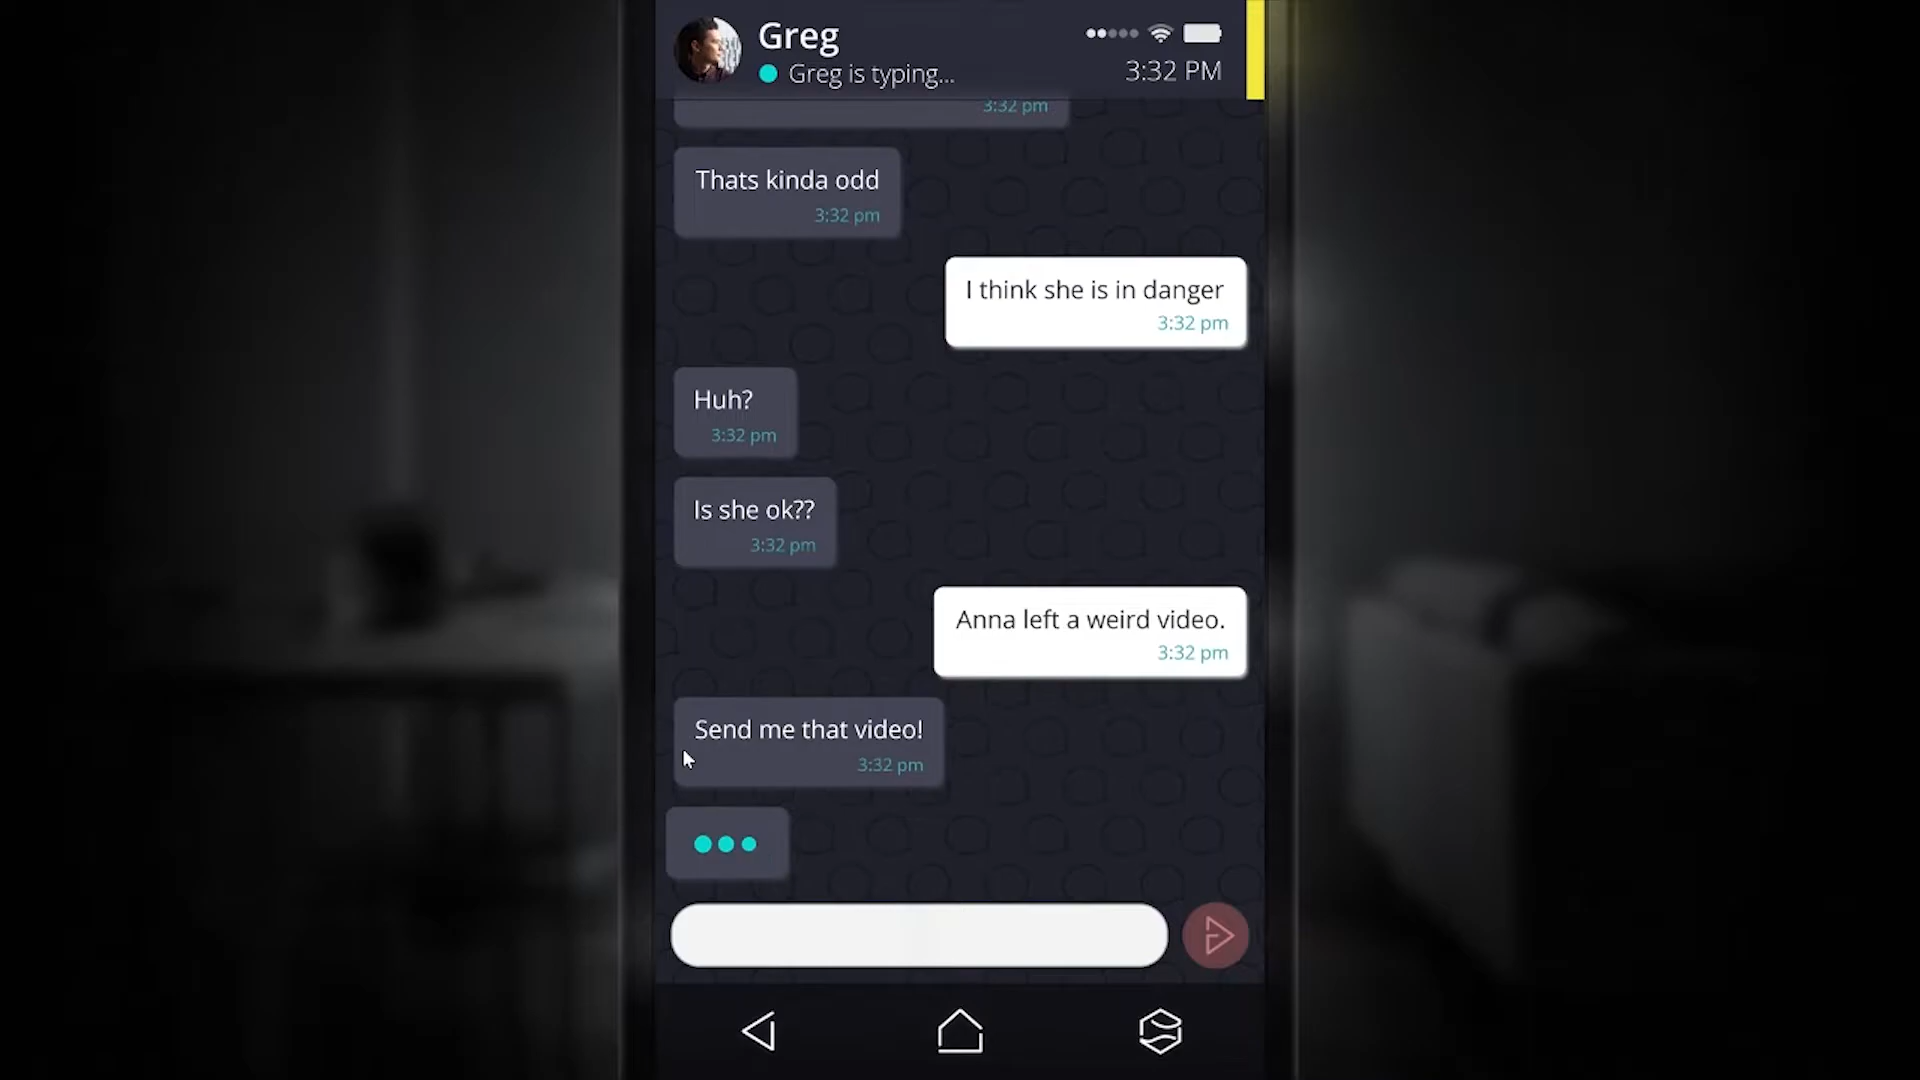 Greg
Greg is typing...
3:32 PM
3:32 pm
Thats kinda odd
3:32 pm
I think she is in danger
3:32 pm
Huh?
3:32 pm
Is she ok??
3:32 pm
Anna left a weird video.
3:32 pm
Send me that video!
3:32 pm